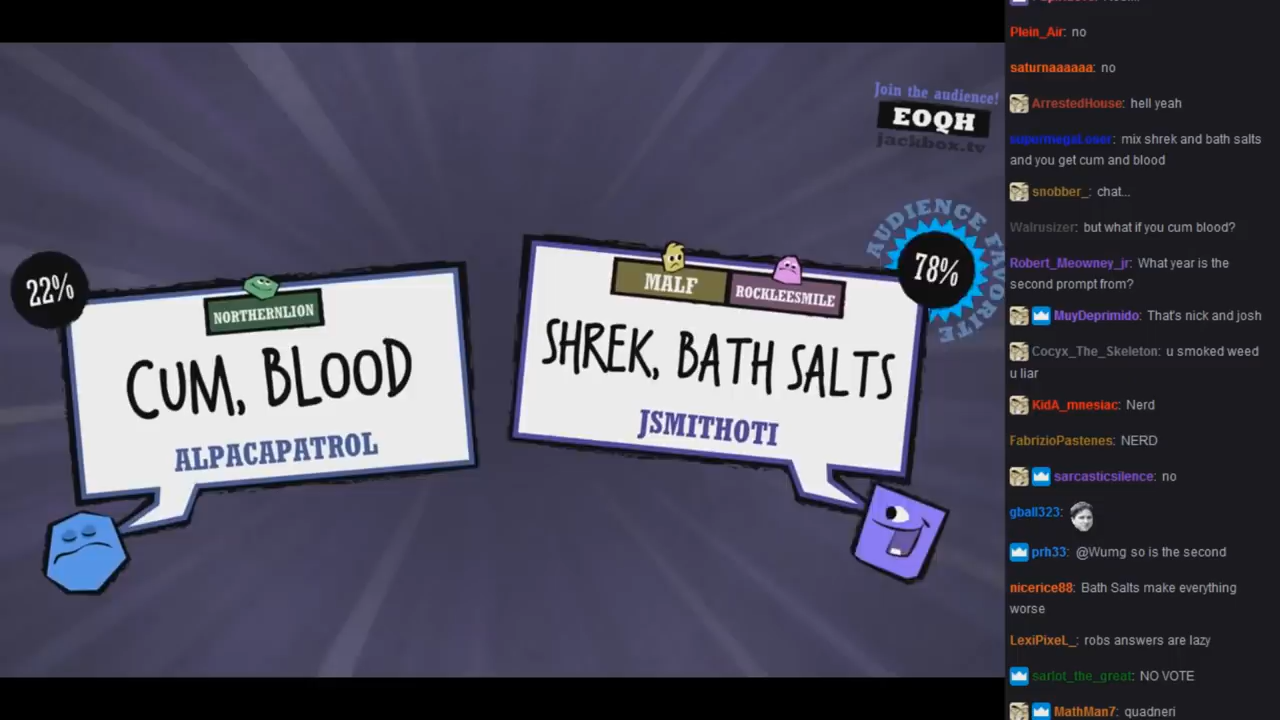 Join the audience!
EOQH
jackbox.tv
AUDIENCE FAVORITE
22%
NORTHERNLION
CUM, BLOOD
ALPACAPATROL
78%
MALF
ROCKLEESMILE
SHREK, BATH SALTS
JSMITHOTI
Plein_Air: no
saturnaaaaaa: no
ArrestedHouse: hell yeah
supermegaLoser: mix shrek and bath salts
and you get cum and blood
snobber_: chat...
Walrusizer: but what if you cum blood?
Robert_Meowney_jr: What year is the
second prompt from?
MuyDeprimido: That's nick and josh
Cocyx_The_Skeleton: u smoked weed
u liar
KidA_mnesiac: Nerd
FabrizioPastenes: NERD
sarcasticsilence: no
gball323:
prh33: @Wumg so is the second
nicerice88: Bath Salts make everything
worse
LexiPixeL_: robs answers are lazy
sarlot_the_great: NO VOTE
MathMan7: quadneri